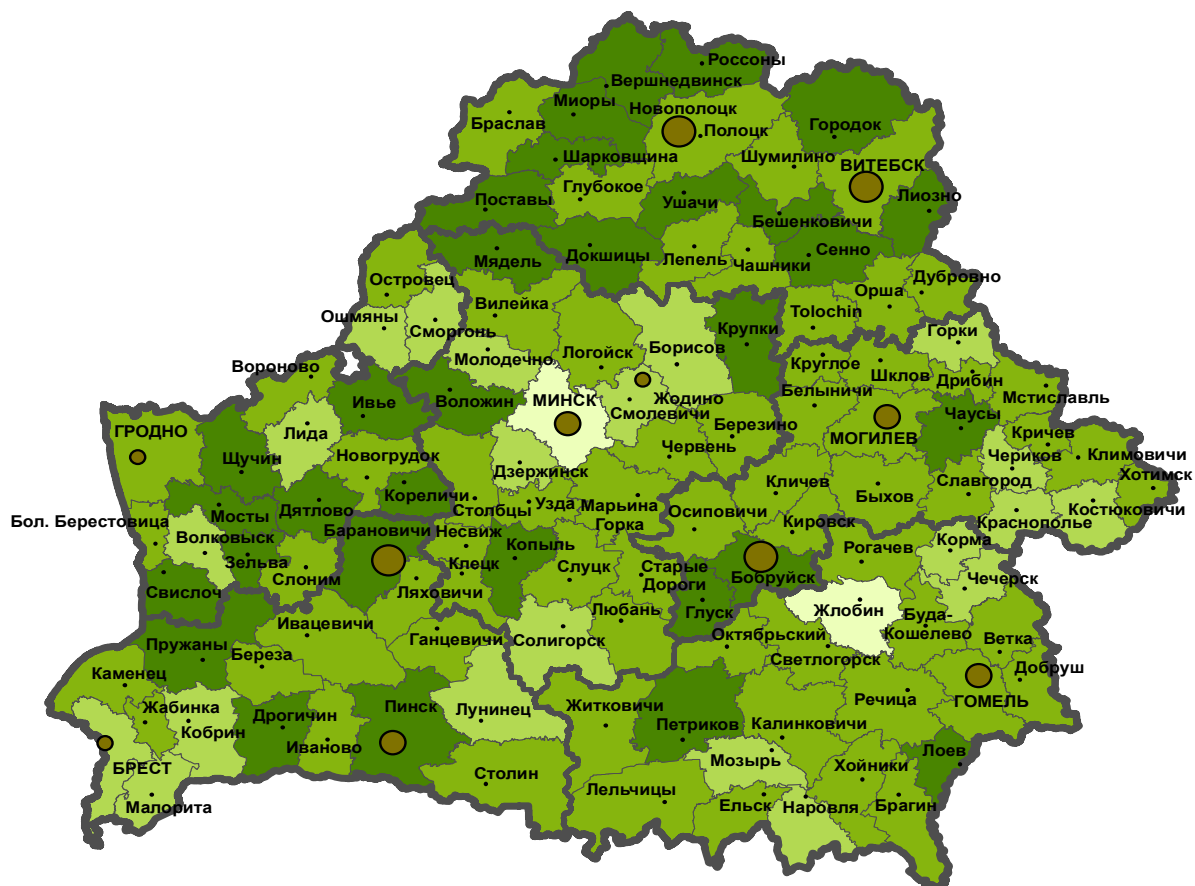 Россоны
Вершнедвинск
Миоры
Новополоцк
Браслав
Полоцк
Городок
Шарковщина
Шумилино
ВИТЕБСК
Глубокое
Поставы
Ушачи
Лиозно
Бешенковичи
Мядель
Докшицы
Лепель
Чашники
Сенно
Островец
Вилейка
Дубровно
Орша
Ошмяны
Сморгонь
Tolochin
Крупки
Горки
Молодечно
Логойск
Борисов
Вороново
Круглое
Шклов
Дрибин
Белыничи
Мстиславль
Ивье
Воложин
МИНСК
Жодино
Смолевичи
Березино
Чаусы
ГРОДНО
Лида
МОГИЛЕВ
Кричев
Щучин
Новогрудок
Червень
Чериков
Климовичи
Дзержинск
Хотимск
Кореличи
Столбцы
Узда
Марьина
Горка
Кличев
Быхов
Славгород
Бол. Берестовица
Мосты
Дятлово
Осиповичи
Краснополье
Костюковичи
Волковыск
Барановичи
Несвиж
Кировск
Копыль
Рогачев
Корма
Зельва
Слоним
Клецк
Слуцк
Старые
Дороги
Бобруйск
Чечерск
Свислоч
Ляховичи
Любань
Глуск
Жлобин
Буда-
Кошелево
Ивацевичи
Ганцевичи
Солигорск
Октябрьский
Светлогорск
Ветка
Пружаны
Береза
Добруш
Каменец
Речица
ГОМЕЛЬ
Жабинка
Кобрин
Дрогичин
Пинск
Лунинец
Житковичи
Петриков
Калинковичи
Иваново
Лоев
БРЕСТ
Столин
Мозырь
Хойники
Малорита
Лельчицы
Ельск
Наровля
Брагин